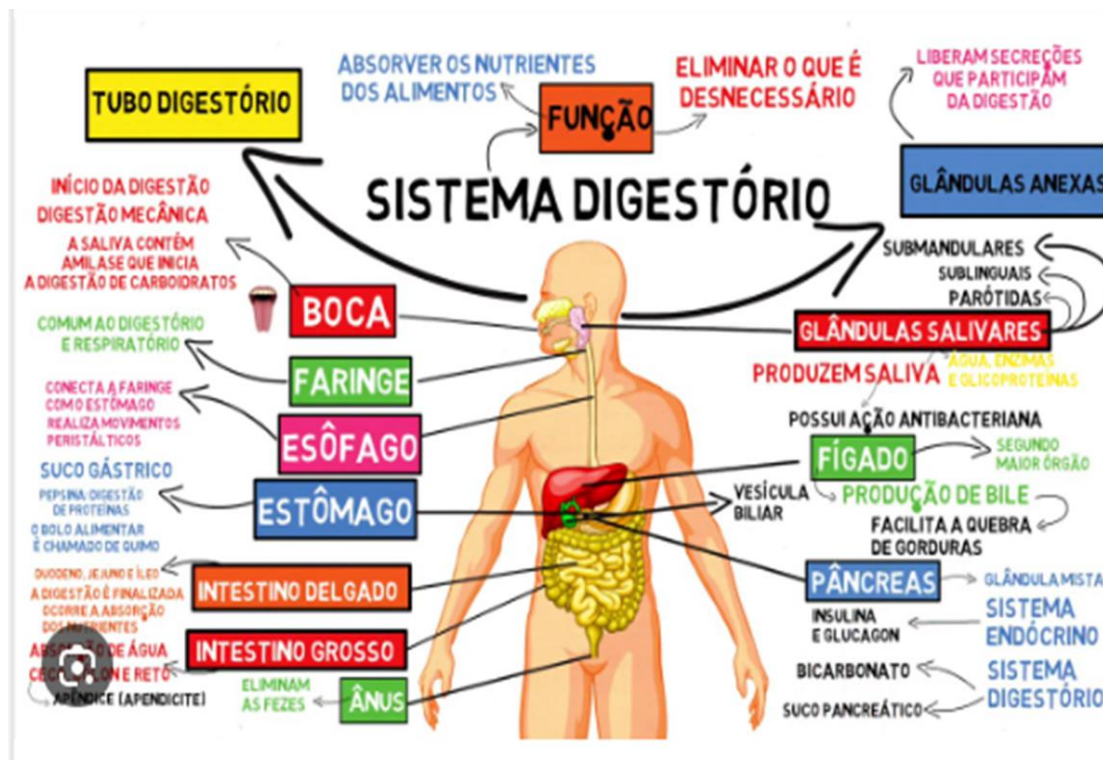 TUBO DIGESTÓRIO
ABSORVER OS NUTRIENTES
DOS ALIMENTOS
FUNÇÃO
ELIMINAR O QUE É
DESNECESSÁRIO
LIBERAM SECREÇÕES
QUE PARTICIPAM
DA DIGESTÃO
GLÂNDULAS ANEXAS
SISTEMA DIGESTÓRIO
INÍCIO DA DIGESTÃO
DIGESTÃO MECÂNICA
A SALIVA CONTÉM
AMILASE QUE INICIA
A DIGESTÃO DE CARBOIDRATOS
BOCA
COMUM AO DIGESTÓRIO
E RESPIRATÓRIO
FARINGE
CONECTA A FARINGE
COM O ESTÔMAGO
REALIZA MOVIMENTOS
PERISTÁLTICOS
ESÔFAGO
SUCO GÁSTRICO
PEPSINA: DIGESTÃO
DE PROTEÍNAS
O BOLO ALIMENTAR
É CHAMADO DE QUIMO
ESTÔMAGO
DUODENO, JEJUNO E ÍLEO
A DIGESTÃO É FINALIZADA
OCORRE A ABSORÇÃO
DOS NUTRIENTES
INTESTINO DELGADO
DE ÁGUA
E RETO
APÊNDICE (APENDICITE)
INTESTINO GROSSO
ELIMINAM
AS FEZES
ÂNUS
SUBMANDULARES
SUBLINGUAIS
PARÓTIDAS
GLÂNDULAS SALIVARES
PRODUZEM SALIVA
ÁGUA, ENZIMAS
E GLICOPROTEÍNAS
POSSUI AÇÃO ANTIBACTERIANA
FÍGADO
SEGUNDO
MAIOR ÓRGÃO
PRODUÇÃO DE BILE
VESÍCULA
BILIAR
FACILITA A QUEBRA
DE GORDURAS
PÂNCREAS
GLÂNDULA MISTA
INSULINA
E GLUCAGON
SISTEMA
ENDÓCRINO
BICARBONATO
SUCO PANCREÁTICO
SISTEMA
DIGESTÓRIO